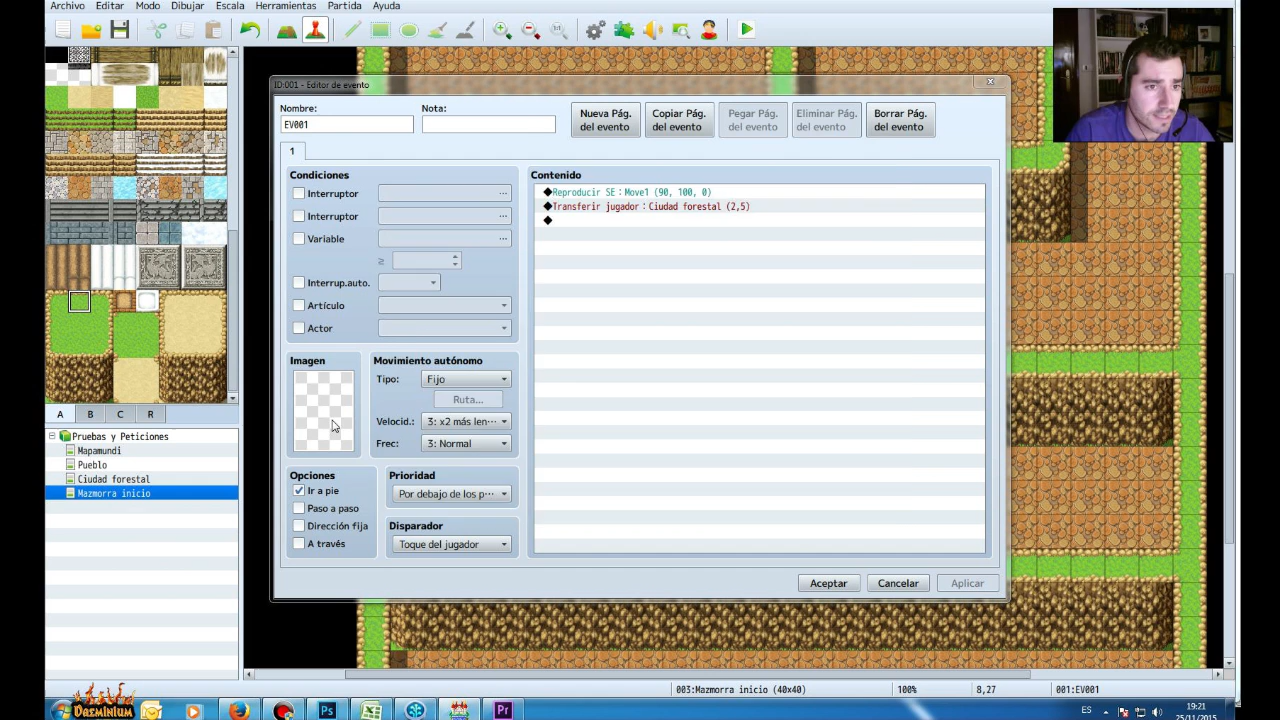 Archivo Editar Modo Dibujar Escala Herramientas Partida Ayuda
1:1
ID:001 - Editor de evento
Nombre:
EV001
Nota:
Nueva Pág. del evento
Copiar Pág. del evento
Pegar Pág. del evento
Eliminar Pág. del evento
Borrar Pág. del evento
1
Condiciones
Interruptor
Interruptor
Variable
≥
Interrup.auto.
Artículo
Actor
Imagen
Movimiento autónomo
Tipo: Fijo
Ruta...
Velocid.: 3: x2 más len···
Frec: 3: Normal
Opciones
Ir a pie
Paso a paso
Dirección fija
A través
Prioridad
Por debajo de los p···
Disparador
Toque del jugador
Contenido
◆Reproducir SE：Move1 (90, 100, 0)
◆Transferir jugador：Ciudad forestal (2,5)
◆
Aceptar Cancelar Aplicar
A B C R
Pruebas y Peticiones
Mapamundi
Pueblo
Ciudad forestal
Mazmorra inicio
003:Mazmorra inicio (40x40) 100% 8,27 001:EV001
DaEminium
Ps
Pr
ES
19:21
25/11/2015